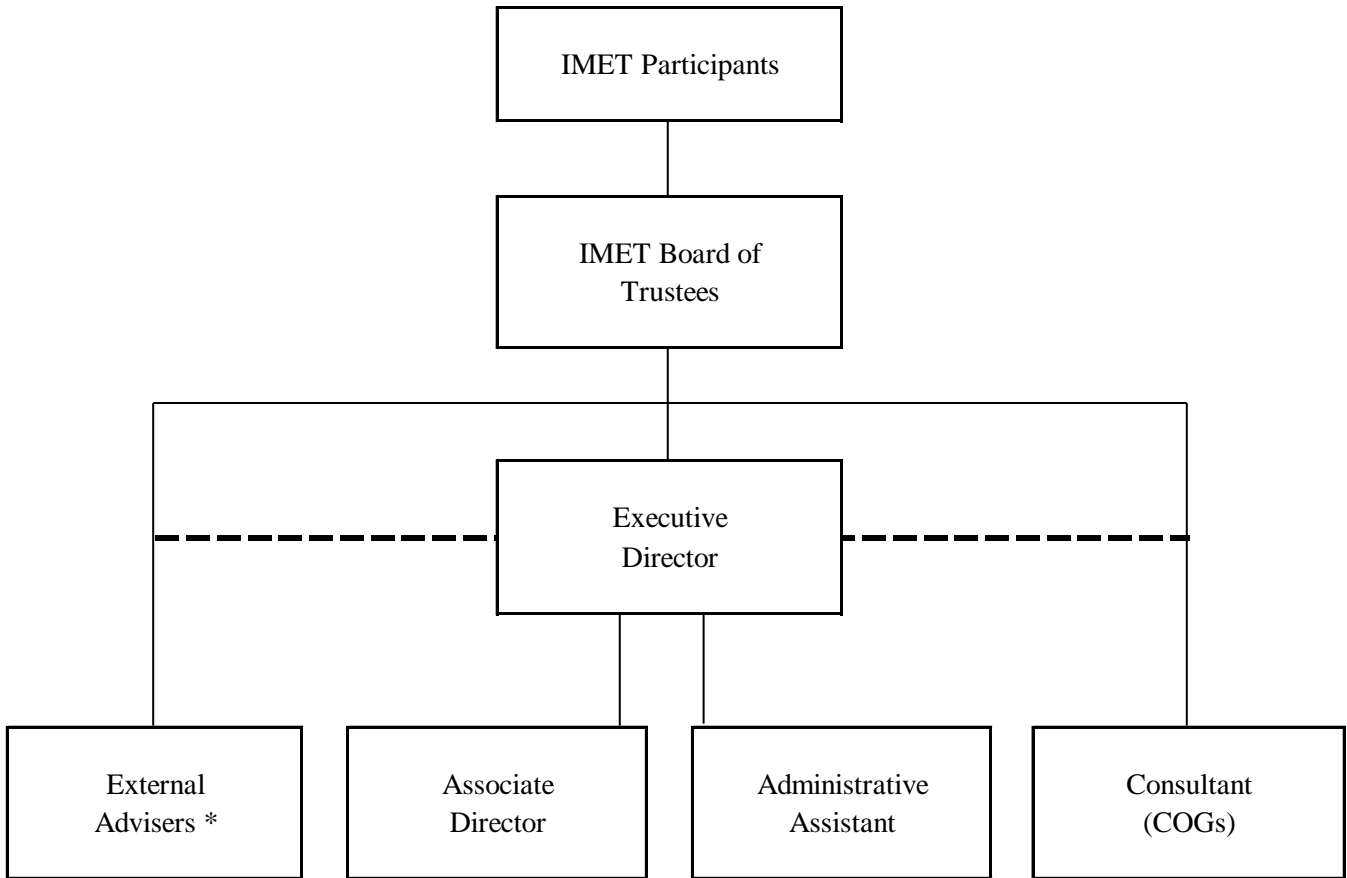 IMET Participants
IMET Board of
Trustees
Executive
Director
External
Advisers *
Associate
Director
Administrative
Assistant
Consultant
(COGs)